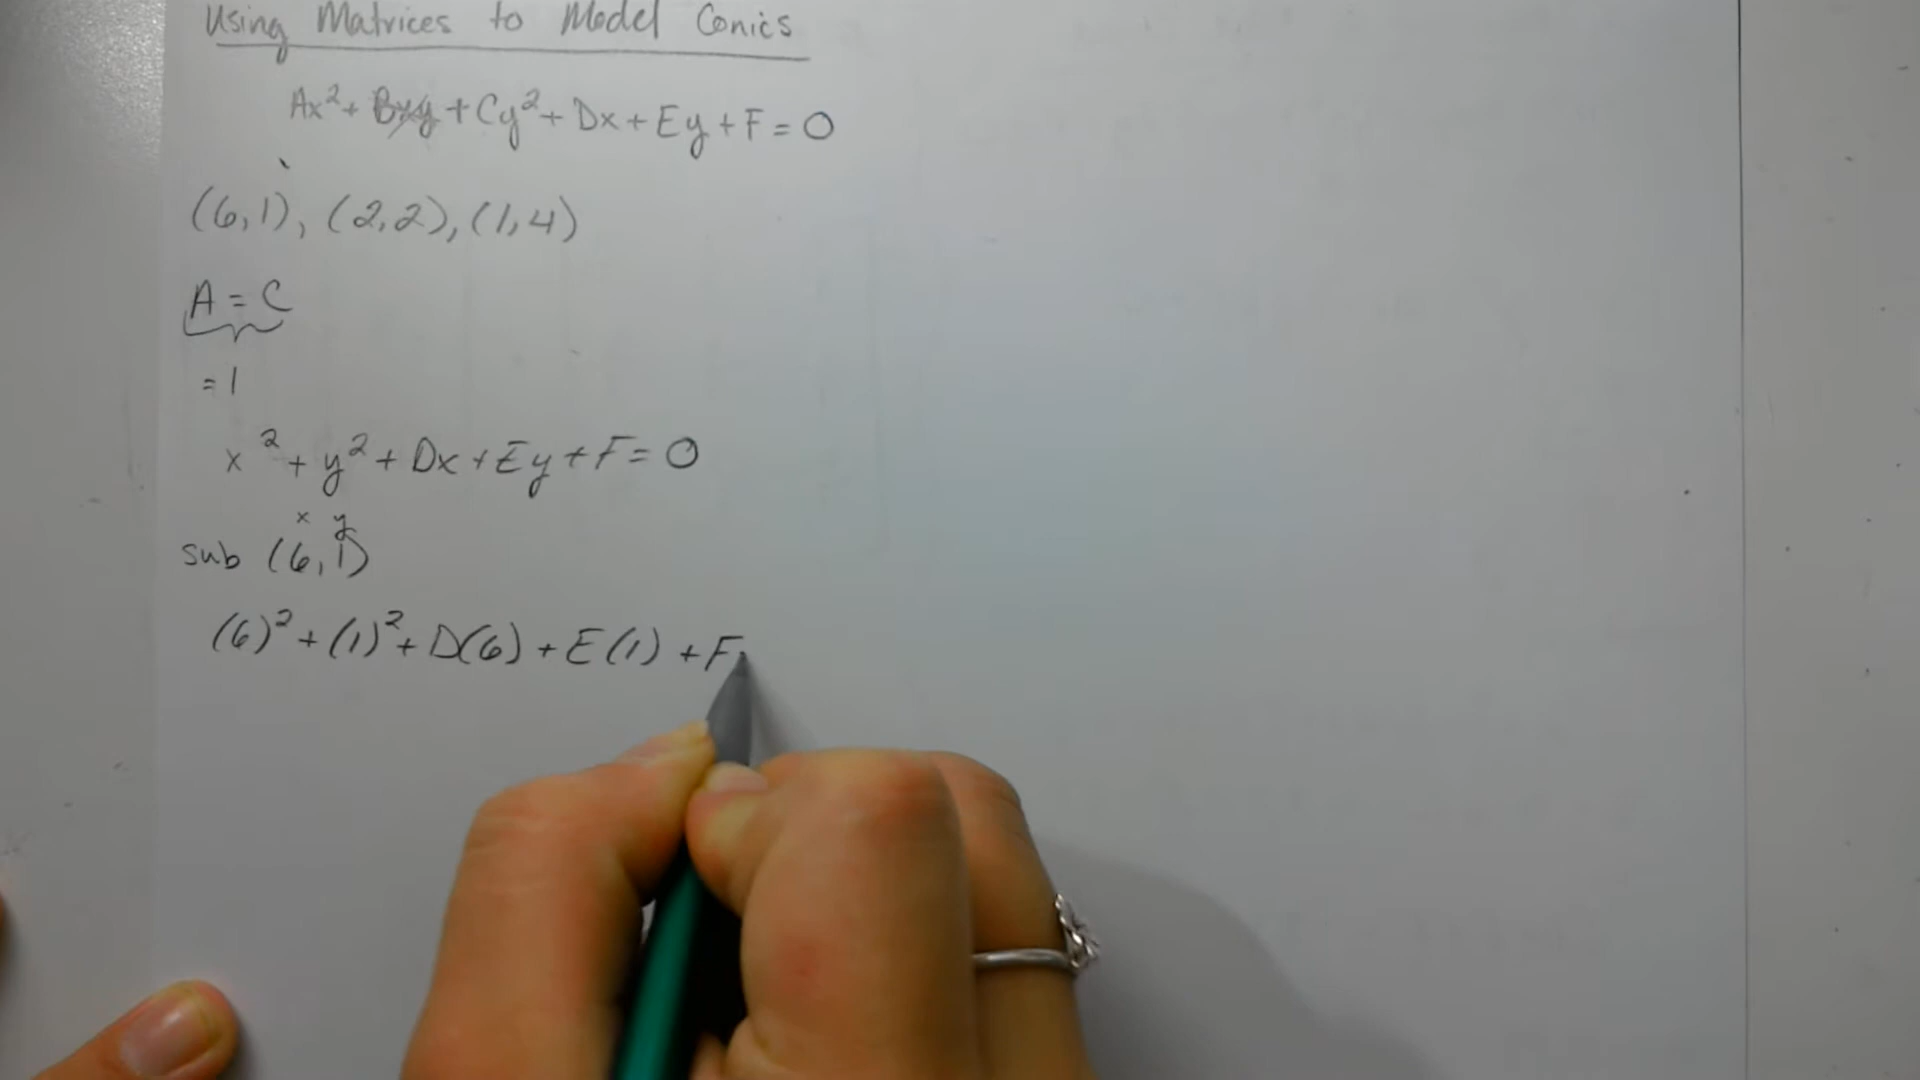 Using Matrices to Model Conics
Ax² + Bxy + Cy² + Dx + Ey + F = 0
(6,1), (2,2), (1,4)
A = C
= 1
x² + y² + Dx + Ey + F = 0
x y
sub (6,1)
(6)² + (1)² + D(6) + E(1) + F